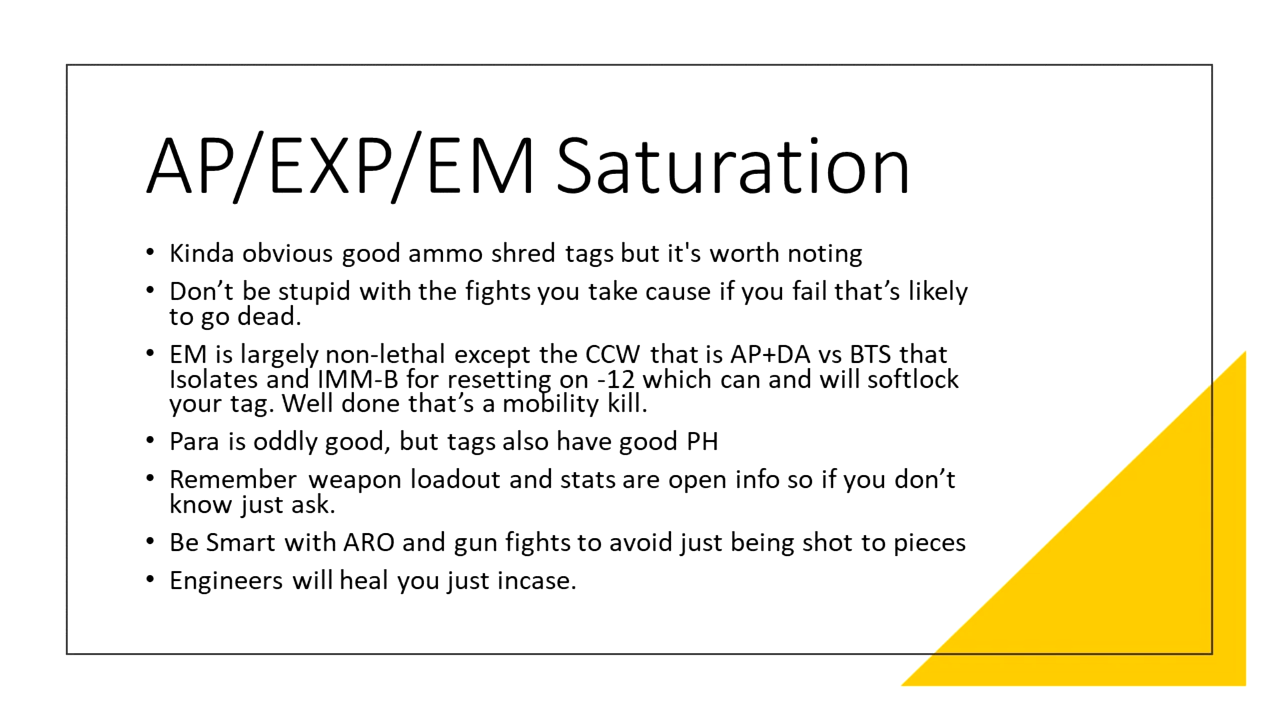 AP/EXP/EM Saturation
• Kinda obvious good ammo shred tags but it's worth noting
• Don’t be stupid with the fights you take cause if you fail that’s likely
to go dead.
• EM is largely non-lethal except the CCW that is AP+DA vs BTS that
Isolates and IMM-B for resetting on -12 which can and will softlock
your tag. Well done that’s a mobility kill.
• Para is oddly good, but tags also have good PH
• Remember weapon loadout and stats are open info so if you don’t
know just ask.
• Be Smart with ARO and gun fights to avoid just being shot to pieces
• Engineers will heal you just incase.